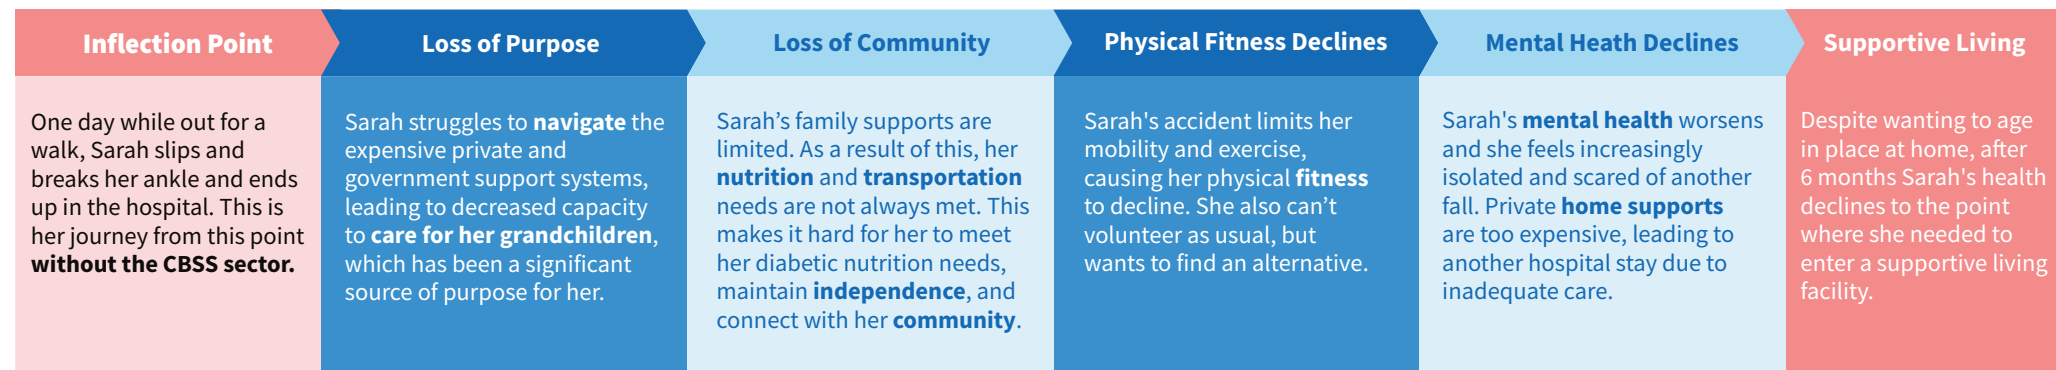 Inflection Point
One day while out for a
walk, Sarah slips and
breaks her ankle and ends
up in the hospital. This is
her journey from this point
without the CBSS sector.
Loss of Purpose
Sarah struggles to navigate the
expensive private and
government support systems,
leading to decreased capacity
to care for her grandchildren,
which has been a significant
source of purpose for her.
Loss of Community
Sarah’s family supports are
limited. As a result of this, her
nutrition and transportation
needs are not always met. This
makes it hard for her to meet
her diabetic nutrition needs,
maintain independence, and
connect with her community.
Physical Fitness Declines
Sarah's accident limits her
mobility and exercise,
causing her physical fitness
to decline. She also can’t
volunteer as usual, but
wants to find an alternative.
Mental Heath Declines
Sarah's mental health worsens
and she feels increasingly
isolated and scared of another
fall. Private home supports
are too expensive, leading to
another hospital stay due to
inadequate care.
Supportive Living
Despite wanting to age
in place at home, after
6 months Sarah's health
declines to the point
where she needed to
enter a supportive living
facility.